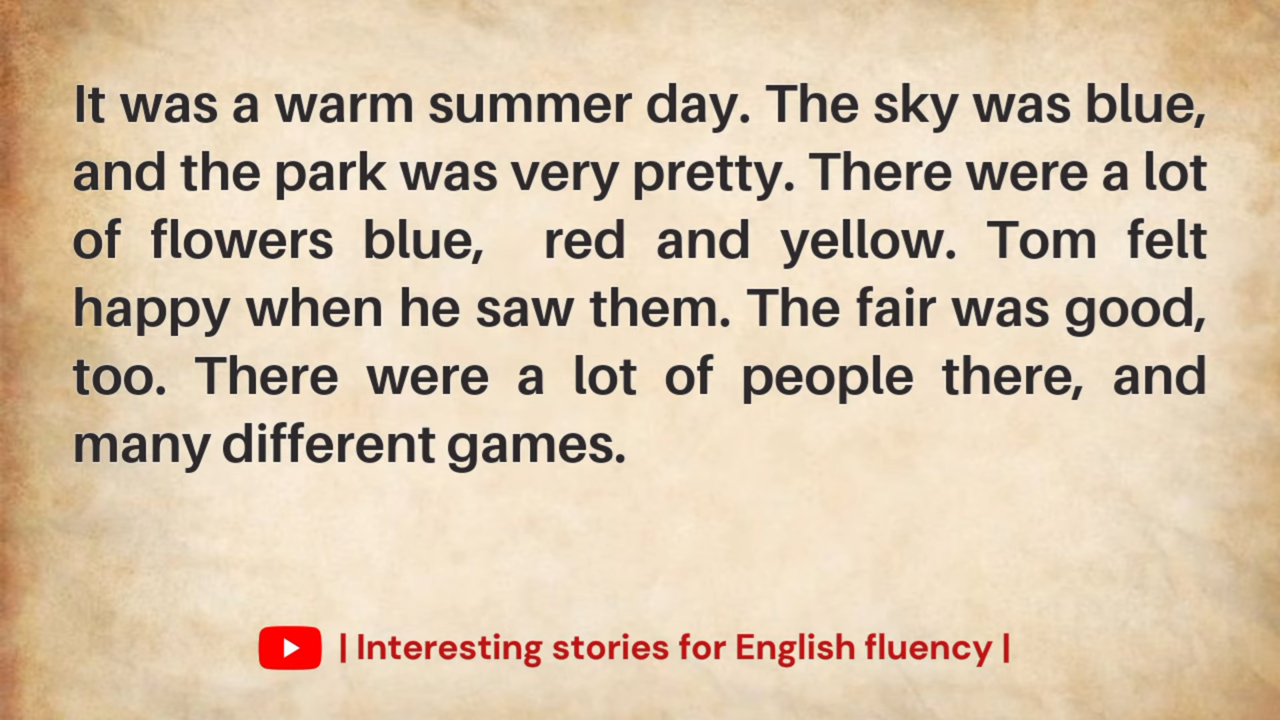 It was a warm summer day. The sky was blue,
and the park was very pretty. There were a lot
of flowers blue, red and yellow. Tom felt
happy when he saw them. The fair was good,
too. There were a lot of people there, and
many different games.
| Interesting stories for English fluency |